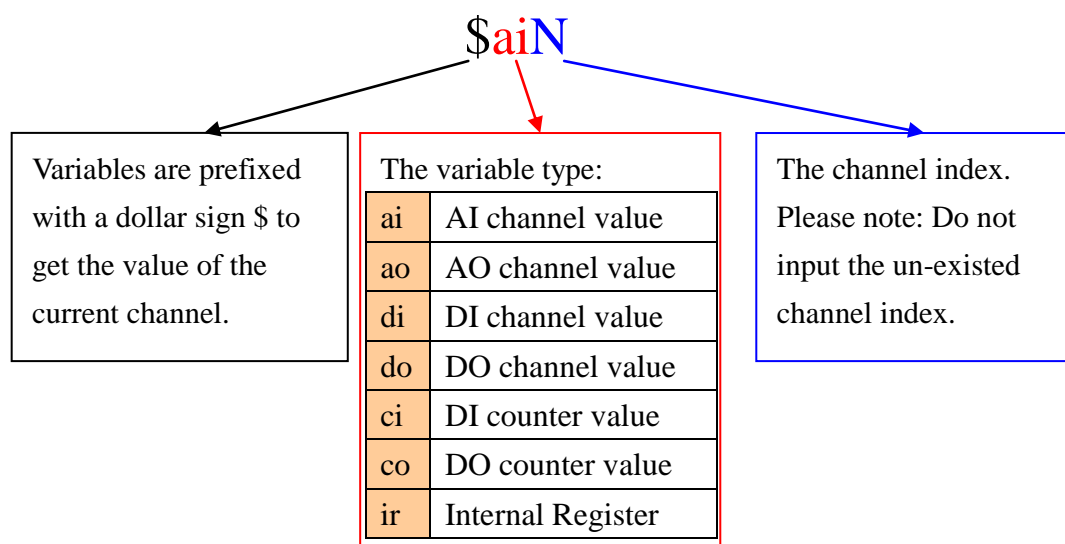 $aiN
Variables are prefixed
with a dollar sign $ to
get the value of the
current channel.
The variable type:
ai AI channel value
ao AO channel value
di DI channel value
do DO channel value
ci DI counter value
co DO counter value
ir Internal Register
The channel index.
Please note: Do not
input the un-existed
channel index.